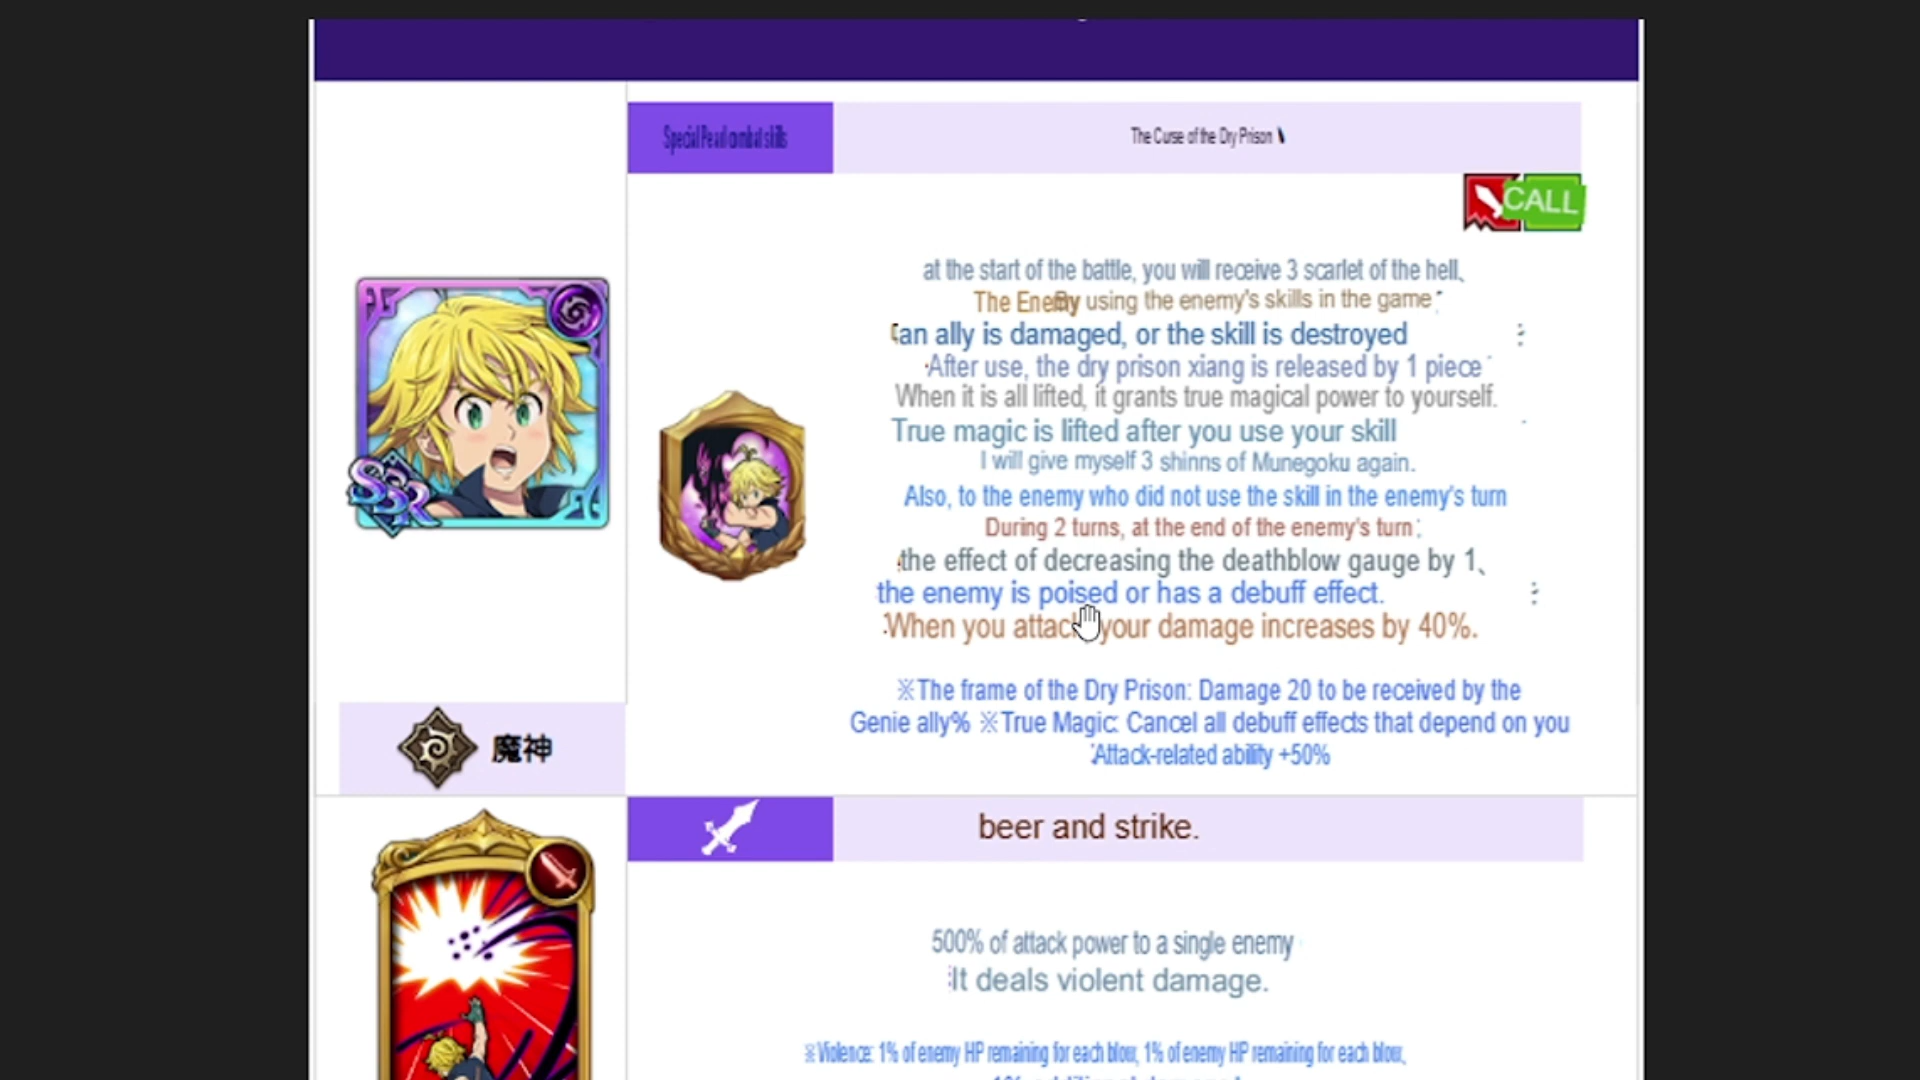 Special Pearl combat skills
The Curse of the Dry Prison
CALL
at the start of the battle, you will receive 3 scarlet of the hell、
The Enemy By using the enemy's skills in the game
an ally is damaged, or the skill is destroyed
After use, the dry prison xiang is released by 1 piece
When it is all lifted, it grants true magical power to yourself.
True magic is lifted after you use your skill
I will give myself 3 shinns of Munegoku again.
Also, to the enemy who did not use the skill in the enemy's turn
During 2 turns, at the end of the enemy's turn
the effect of decreasing the deathblow gauge by 1、
the enemy is poised or has a debuff effect.
When you attack your damage increases by 40%.
SSR
※The frame of the Dry Prison: Damage 20 to be received by the
Genie ally% ※True Magic: Cancel all debuff effects that depend on you
Attack-related ability +50%
魔神
beer and strike.
500% of attack power to a single enemy
It deals violent damage.
※Violence: 1% of enemy HP remaining for each blow, 1% of enemy HP remaining for each blow,